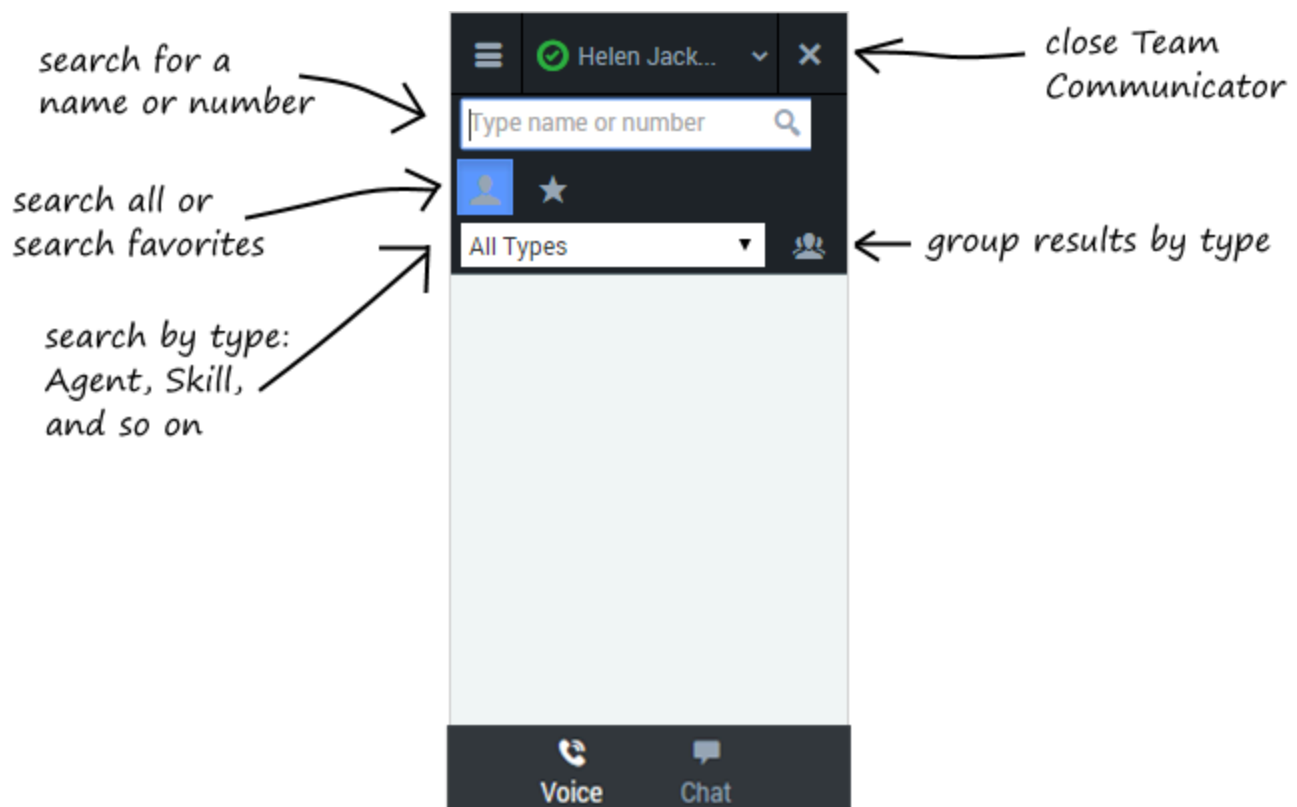 search for a
name or number
Helen Jack...
close Team
Communicator
Type name or number
search all or
search favorites
All Types
group results by type
search by type:
Agent, Skill,
and so on
Voice
Chat